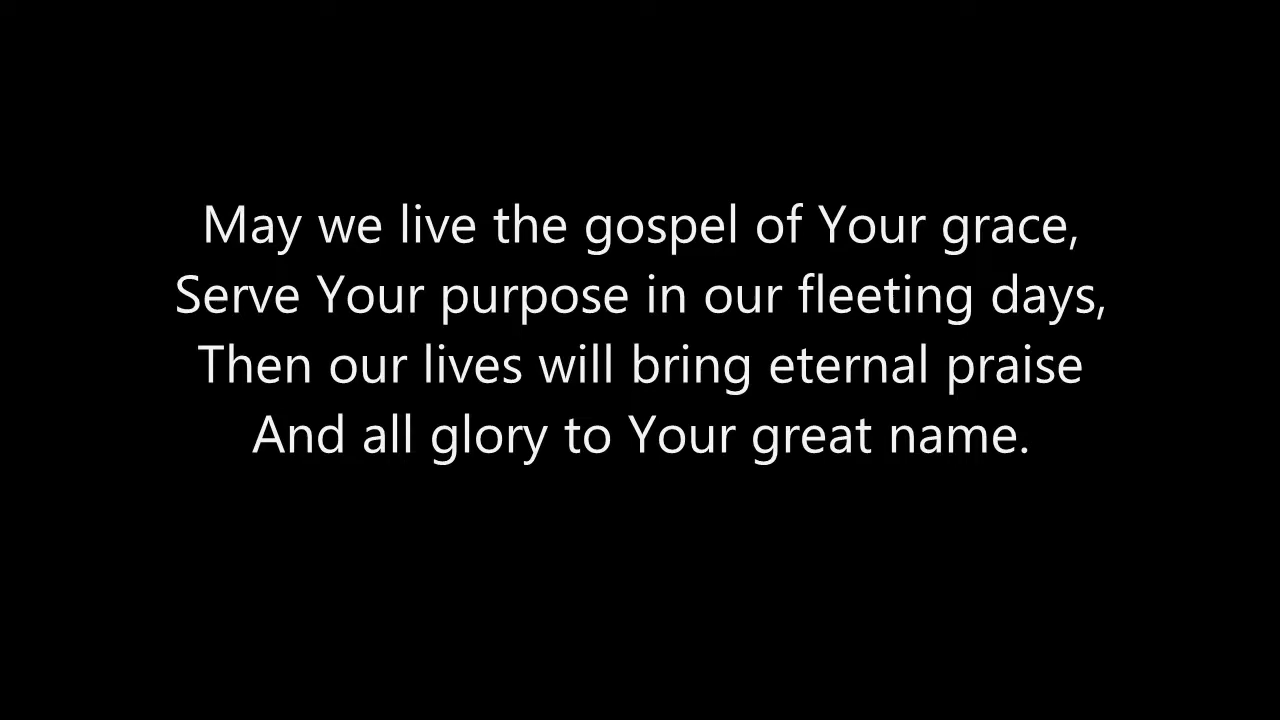 May we live the gospel of Your grace,
Serve Your purpose in our fleeting days,
Then our lives will bring eternal praise
And all glory to Your great name.